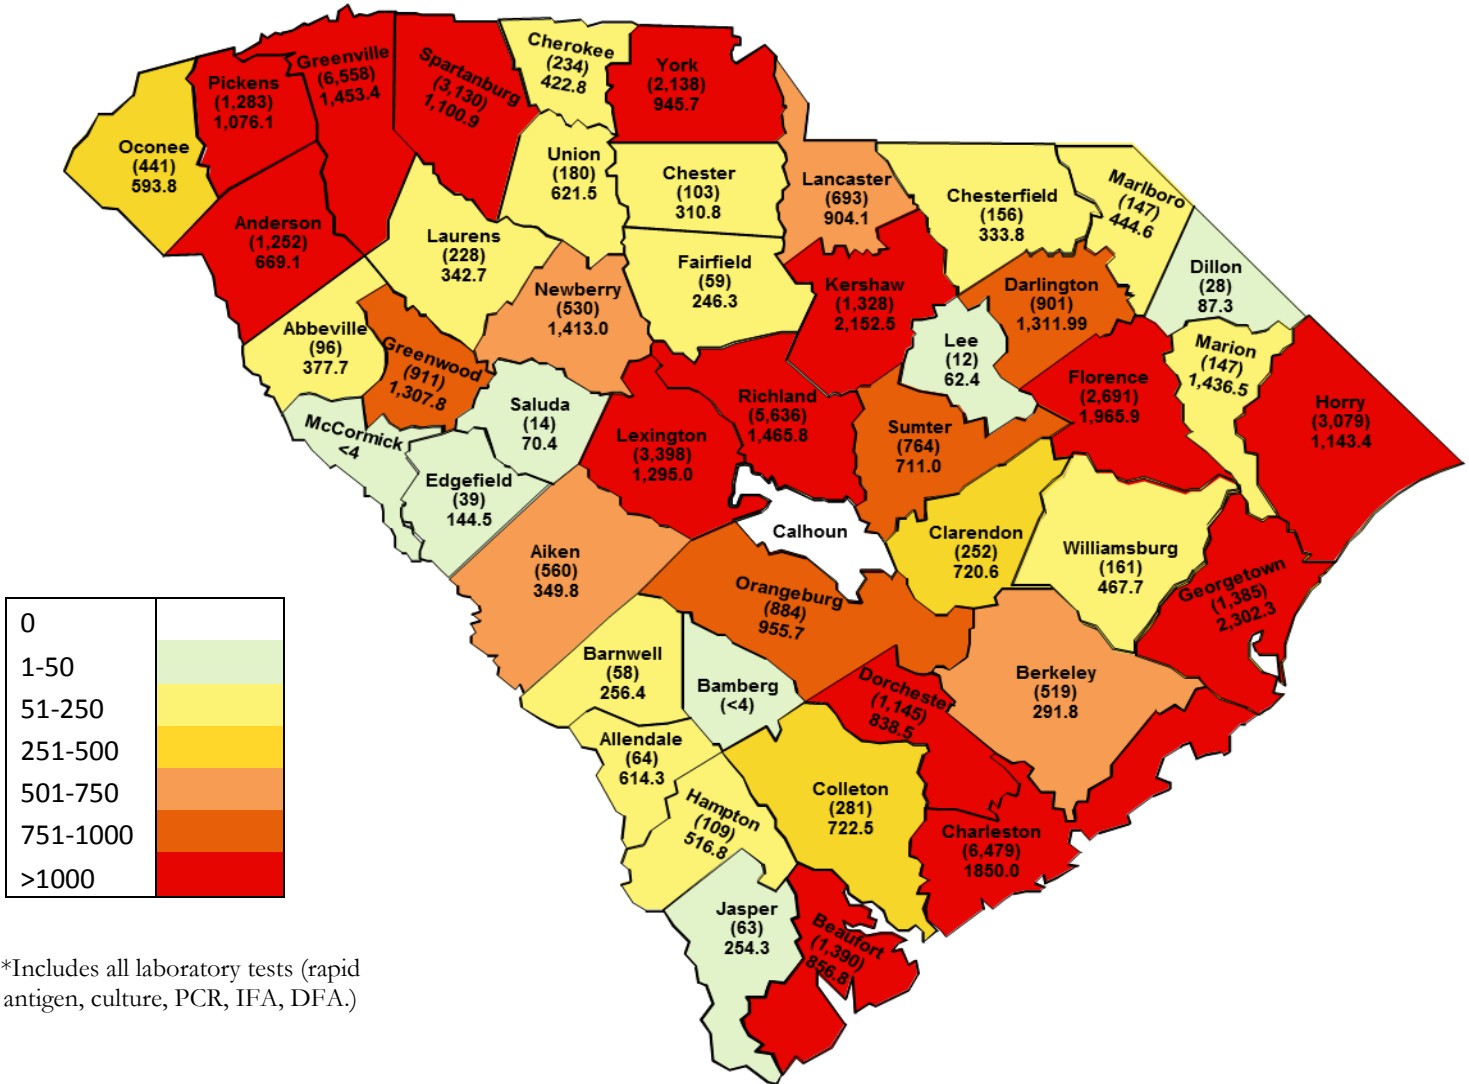 Cherokee
(234)
422.8
York
(2,138)
945.7
Greenville
(6,558)
1,453.4
Spartanburg
(3,130)
1,100.9
Pickens
(1,283)
1,076.1
Oconee
(441)
593.8
Union
(180)
621.5
Chester
(103)
310.8
Lancaster
(693)
904.1
Chesterfield
(156)
333.8
Marlboro
(147)
444.6
Anderson
(1,252)
669.1
Laurens
(228)
342.7
Fairfield
(59)
246.3
Newberry
(530)
1,413.0
Kershaw
(1,328)
2,152.5
Darlington
(901)
1,311.99
Dillon
(28)
87.3
Abbeville
(96)
377.7
Greenwood
(911)
1,307.8
Lee
(12)
62.4
Marion
(147)
1,436.5
Florence
(2,691)
1,965.9
Horry
(3,079)
1,143.4
McCormick
<4
Saluda
(14)
70.4
Lexington
(3,398)
1,295.0
Richland
(5,636)
1,465.8
Sumter
(764)
711.0
Edgefield
(39)
144.5
Calhoun
Clarendon
(252)
720.6
Williamsburg
(161)
467.7
Georgetown
(1,385)
2,302.3
Aiken
(560)
349.8
Orangeburg
(884)
955.7
Barnwell
(58)
256.4
Bamberg
(<4)
Dorchester
(1,145)
838.5
Berkeley
(519)
291.8
Allendale
(64)
614.3
Hampton
(109)
516.8
Colleton
(281)
722.5
Charleston
(6,479)
1850.0
Jasper
(63)
254.3
Beaufort
(1,390)
856.8
0
1-50
51-250
251-500
501-750
751-1000
>1000
*Includes all laboratory tests (rapid
antigen, culture, PCR, IFA, DFA.)